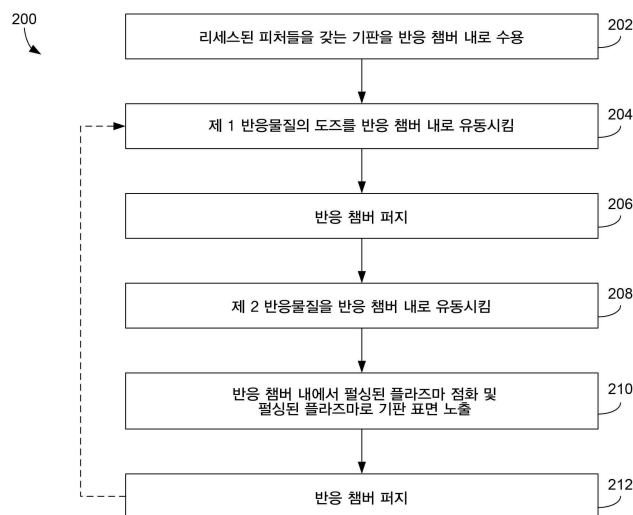 200
리세스된 피처들을 갖는 기판을 반응 챔버 내로 수용
202
제 1 반응물질의 도즈를 반응 챔버 내로 유동시킴
204
반응 챔버 퍼지
206
제 2 반응물질을 반응 챔버 내로 유동시킴
208
반응 챔버 내에서 펄싱된 플라즈마 점화 및
펄싱된 플라즈마로 기판 표면 노출
210
반응 챔버 퍼지
212